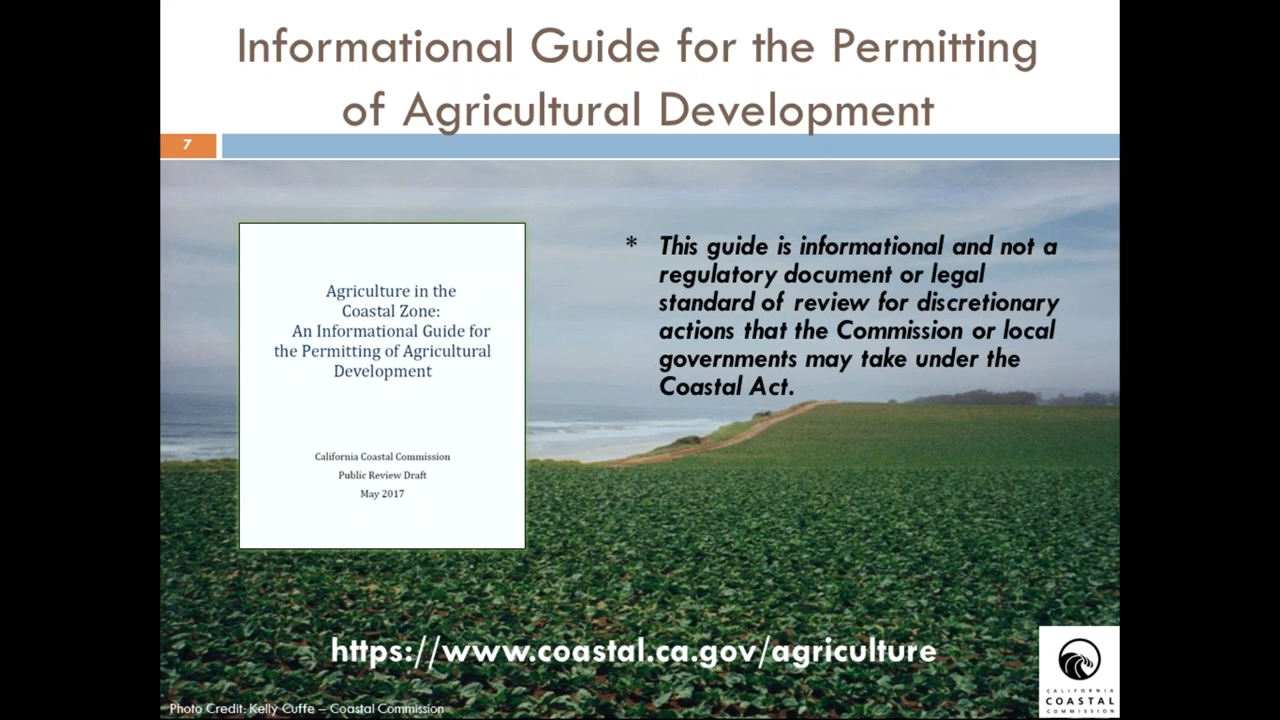 Informational Guide for the Permitting
of Agricultural Development
7
Agriculture in the
Coastal Zone:
An Informational Guide for
the Permitting of Agricultural
Development
California Coastal Commission
Public Review Draft
May 2017
* This guide is informational and not a
regulatory document or legal
standard of review for discretionary
actions that the Commission or local
governments may take under the
Coastal Act.
https://www.coastal.ca.gov/agriculture
CALIFORNIA
COASTAL
COMMISSION
Photo Credit: Kelly Cuffe – Coastal Commission